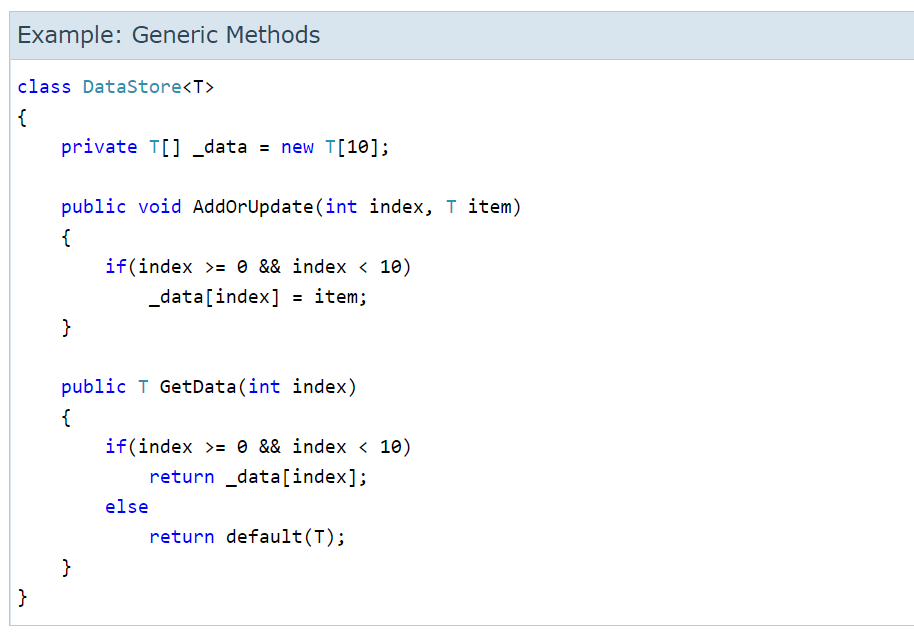 Example: Generic Methods
class DataStore<T>
{
    private T[] _data = new T[10];

    public void AddOrUpdate(int index, T item)
    {
        if(index >= 0 && index < 10)
            _data[index] = item;
    }

    public T GetData(int index)
    {
        if(index >= 0 && index < 10)
            return _data[index];
        else
            return default(T);
    }
}